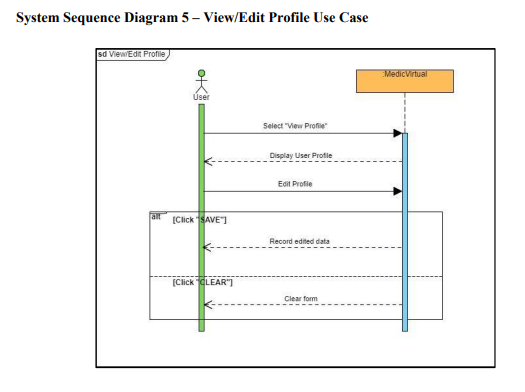 System Sequence Diagram 5 – View/Edit Profile Use Case
sd View/Edit Profile
:MedicVirtual
User
Select "View Profile"
Display User Profile
Edit Profile
alt
[Click "SAVE"]
Record edited data
[Click "CLEAR"]
Clear form